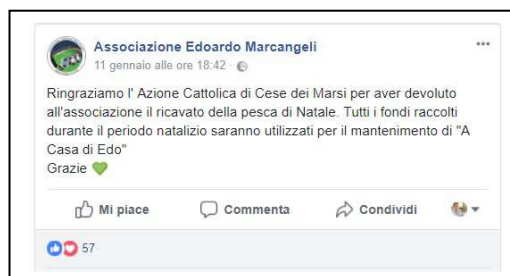 Associazione Edoardo Marcangeli
11 gennaio alle ore 18:42 ·
Ringraziamo l' Azione Cattolica di Cese dei Marsi per aver devoluto
all'associazione il ricavato della pesca di Natale. Tutti i fondi raccolti
durante il periodo natalizio saranno utilizzati per il mantenimento di "A
Casa di Edo"
Grazie 💚
Mi piace Commenta Condividi
57